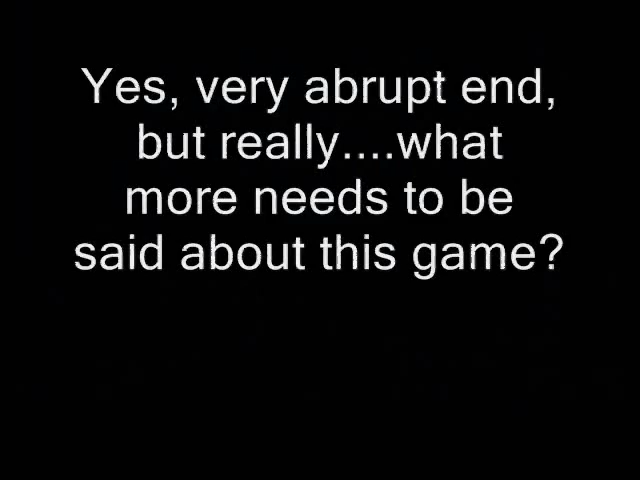 Yes, very abrupt end,
but really....what
more needs to be
said about this game?